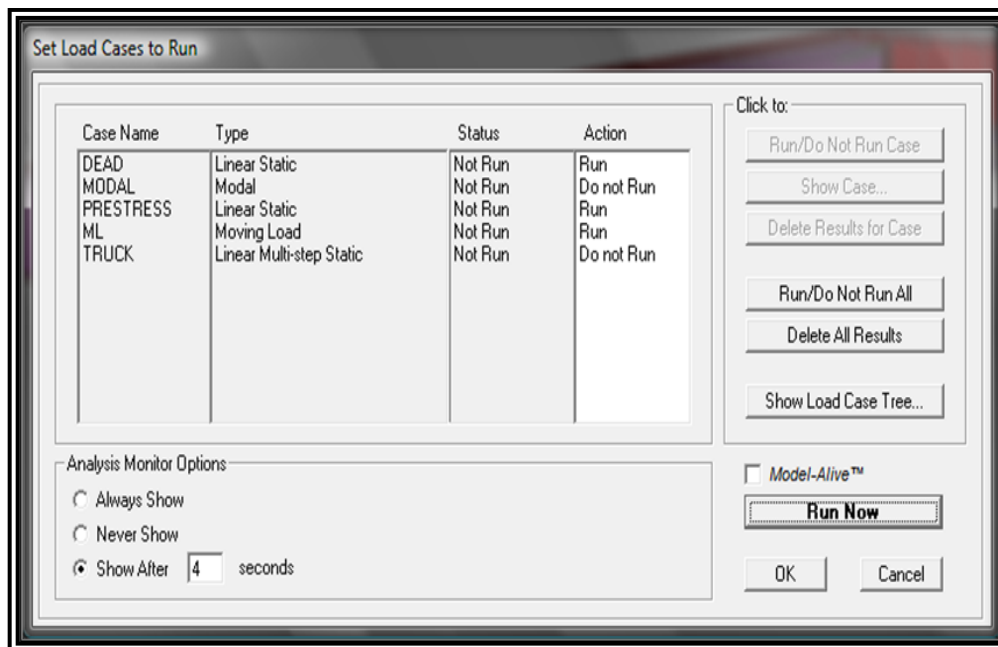 Set Load Cases to Run
Case Name Type Status Action
DEAD Linear Static Not Run Run
MODAL Modal Not Run Do not Run
PRESTRESS Linear Static Not Run Run
ML Moving Load Not Run Run
TRUCK Linear Multi-step Static Not Run Do not Run
Click to:
Run/Do Not Run Case
Show Case...
Delete Results for Case
Run/Do Not Run All
Delete All Results
Show Load Case Tree...
Analysis Monitor Options
Always Show
Never Show
Show After 4 seconds
Model-Alive™
Run Now
OK Cancel